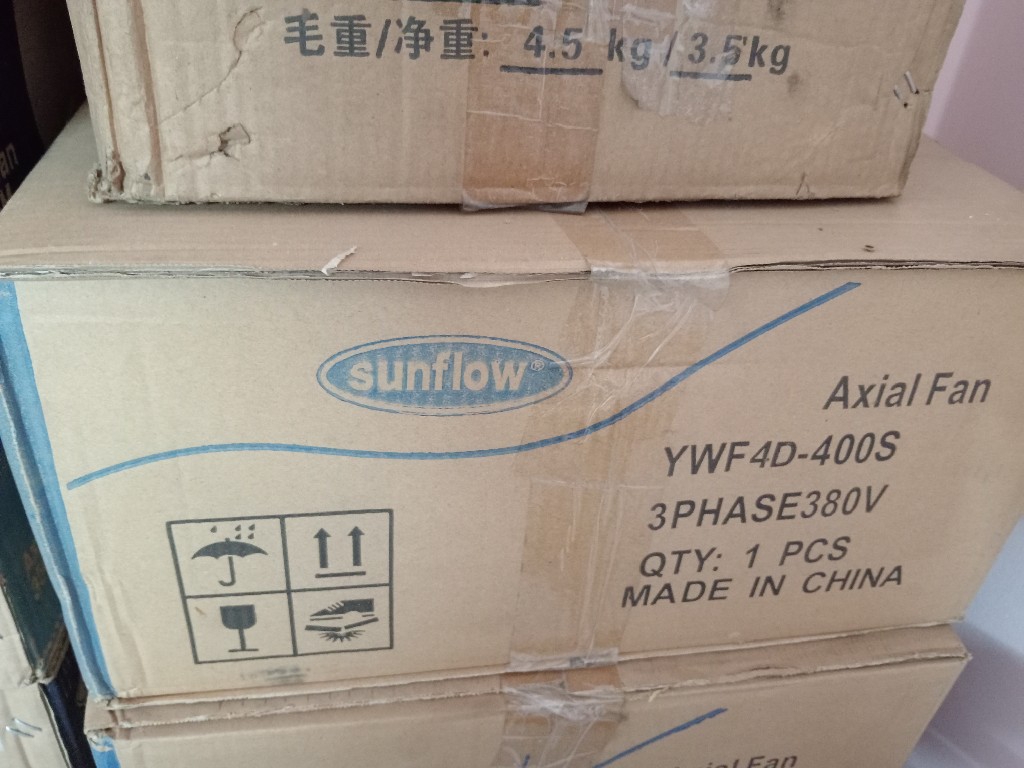 毛重/净重: 4.5 kg / 3.5kg
sunflow®
Axial Fan
YWF4D-400S
3PHASE380V
QTY: 1 PCS
MADE IN CHINA
Axial Fan